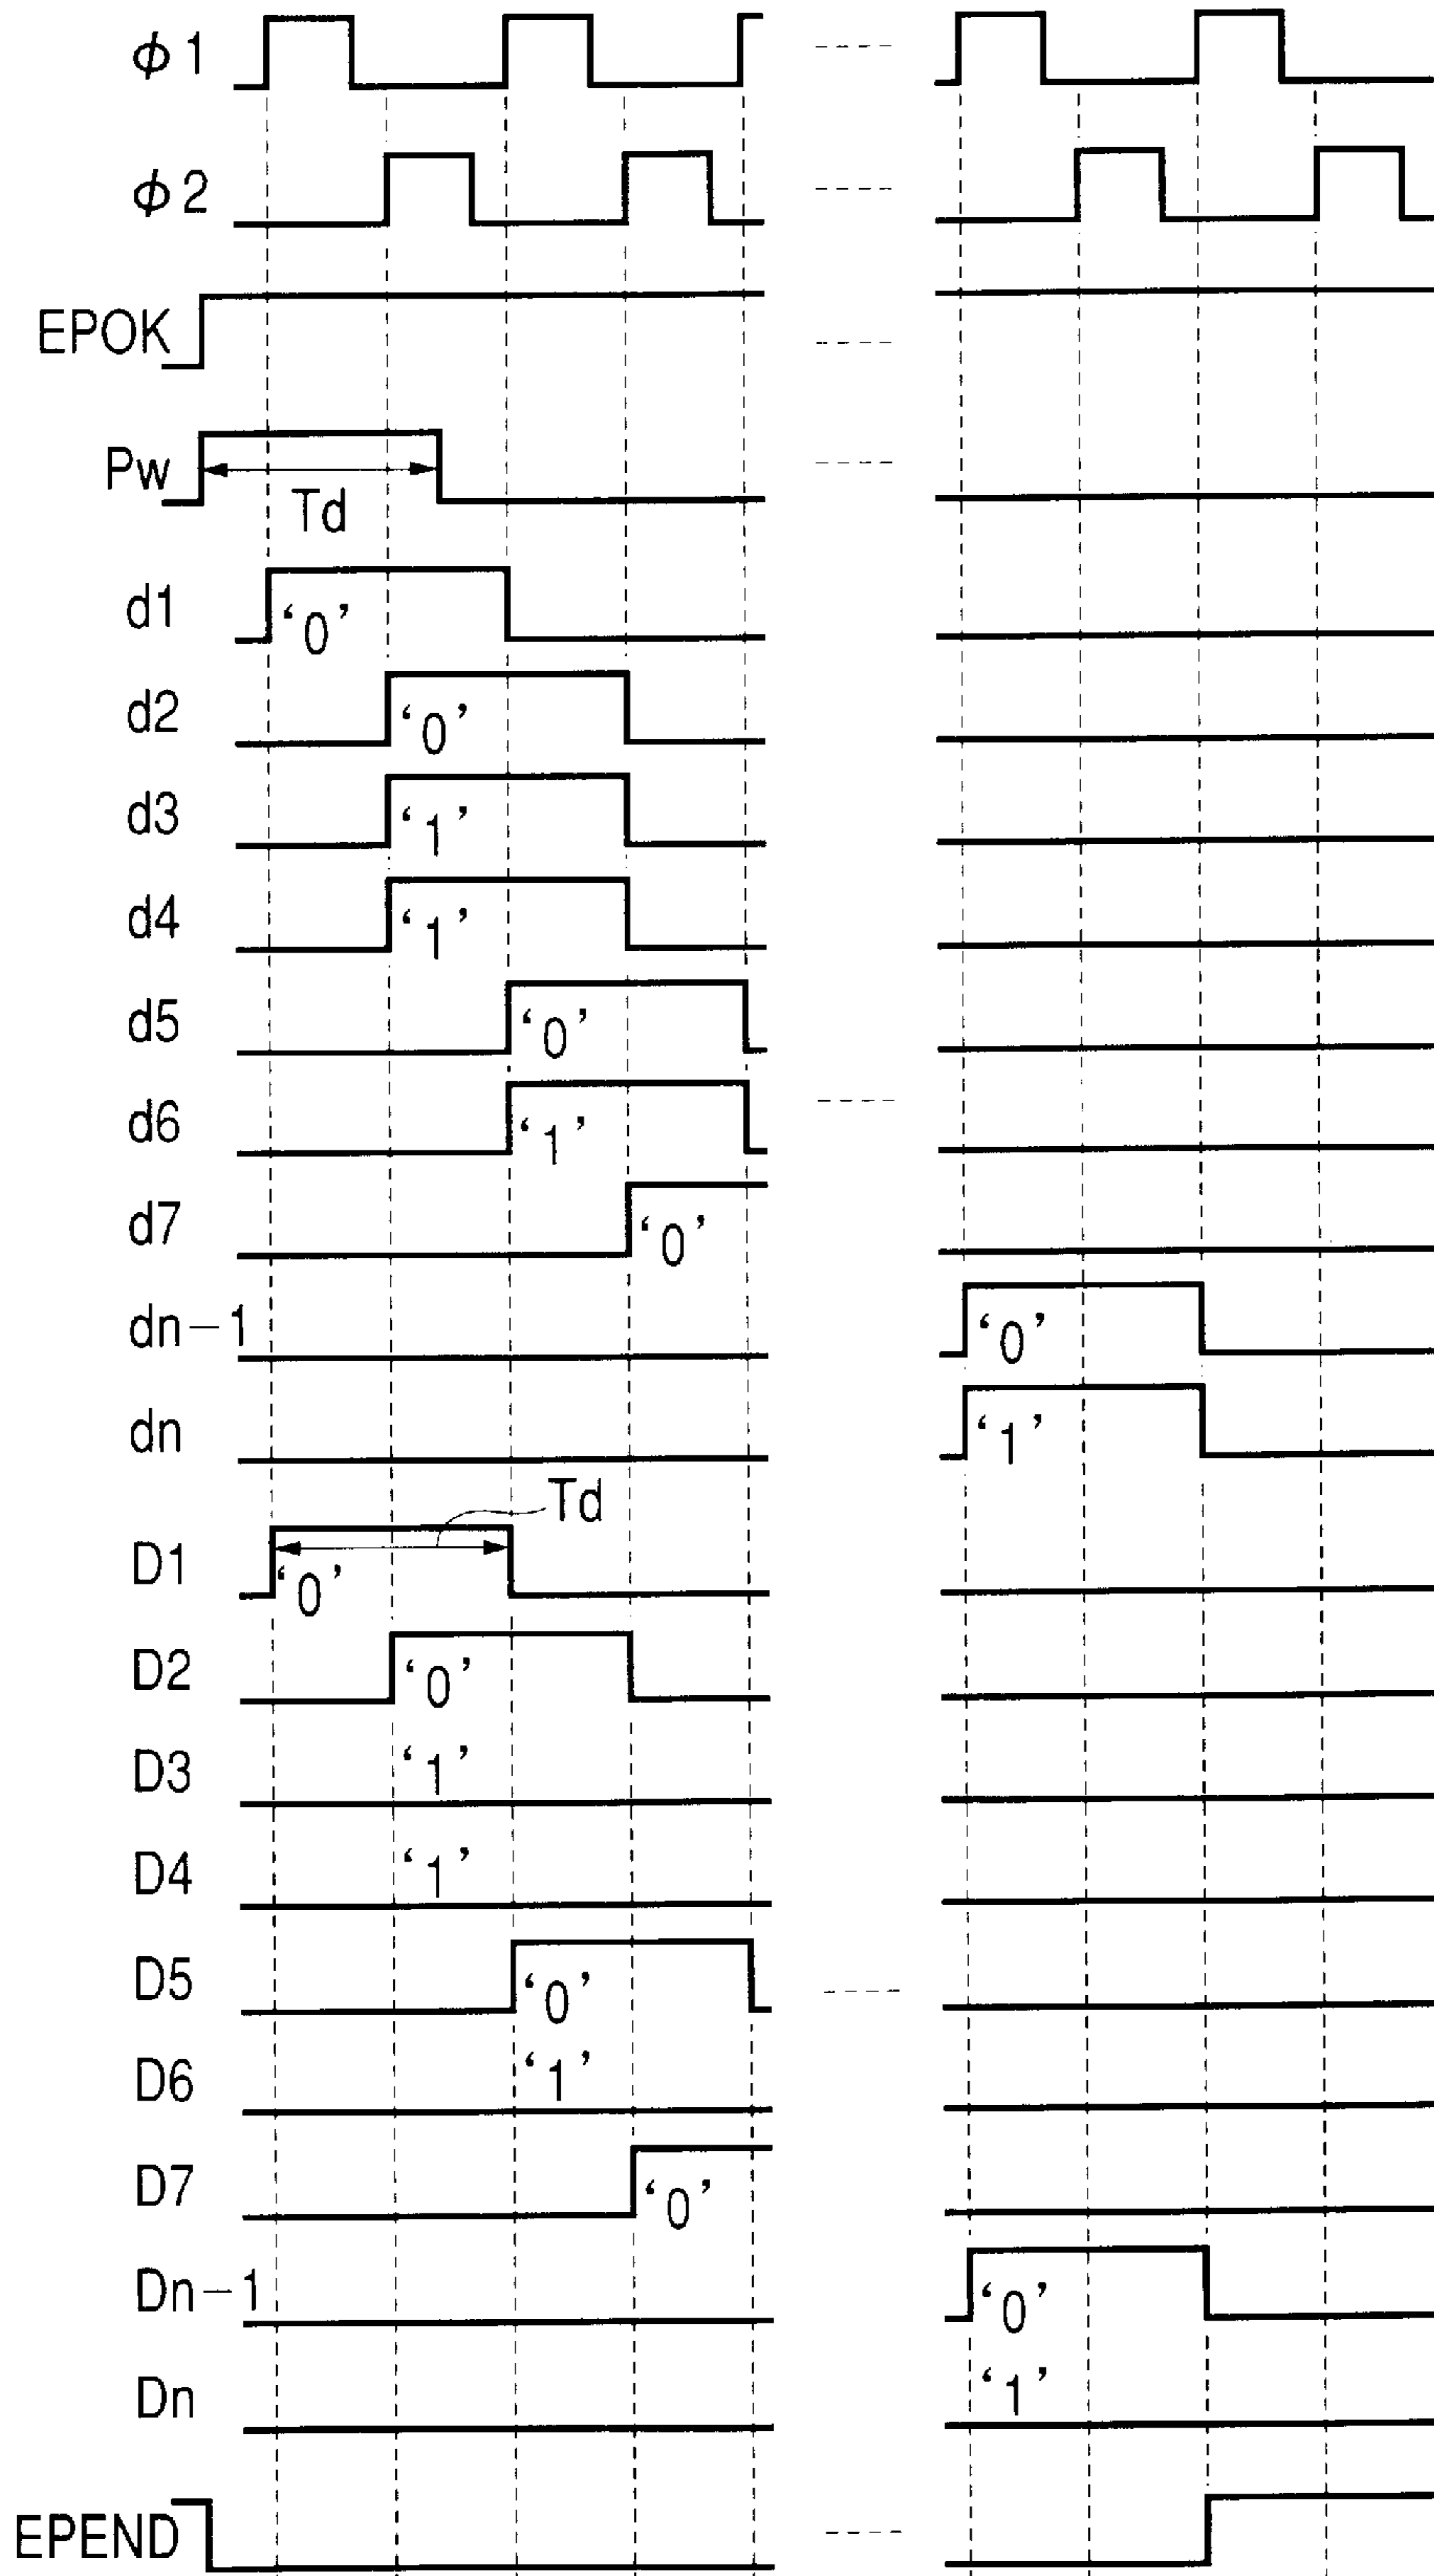 ϕ1
ϕ2
EPOK
Pw
Td
d1
‘0’
d2
‘0’
d3
‘1’
d4
‘1’
d5
‘0’
d6
‘1’
d7
‘0’
dn−1
‘0’
dn
‘1’
Td
D1
‘0’
D2
‘0’
D3
‘1’
D4
‘1’
D5
‘0’
D6
‘1’
D7
‘0’
Dn−1
‘0’
Dn
‘1’
EPEND